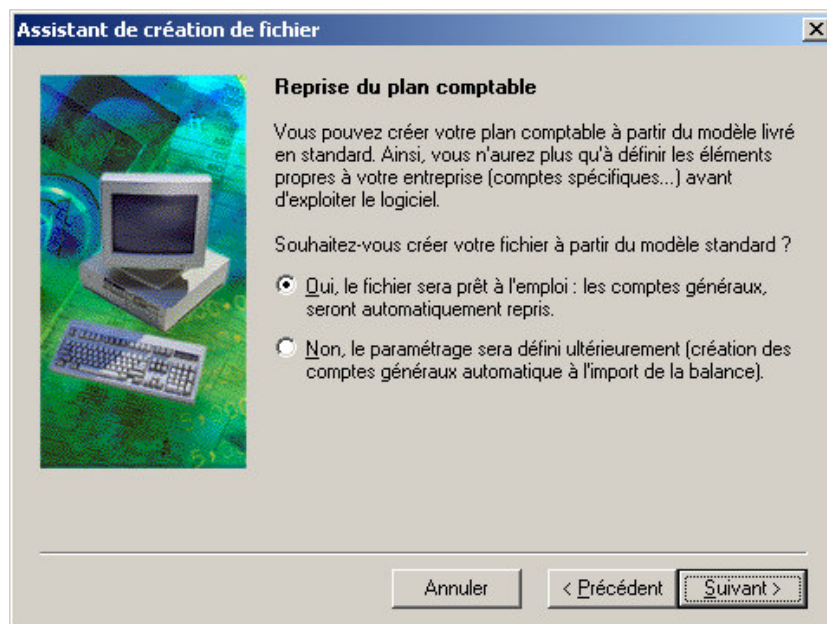 Assistant de création de fichier
Reprise du plan comptable
Vous pouvez créer votre plan comptable à partir du modèle livré
en standard. Ainsi, vous n'aurez plus qu'à définir les éléments
propres à votre entreprise (comptes spécifiques...) avant
d'exploiter le logiciel.
Souhaitez-vous créer votre fichier à partir du modèle standard ?
Oui, le fichier sera prêt à l'emploi : les comptes généraux,
seront automatiquement repris.
Non, le paramétrage sera défini ultérieurement (création des
comptes généraux automatique à l'import de la balance).
Annuler
< Précédent
Suivant >